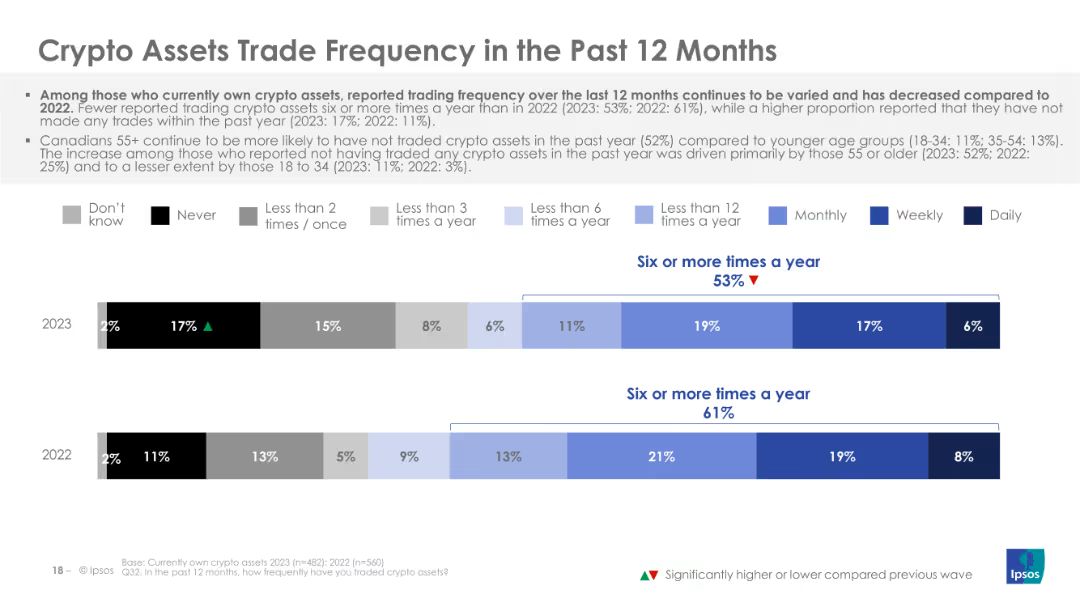 Crypto Assets Trade Frequency in the Past 12 Months
▪ Among those who currently own crypto assets, reported trading frequency over the last 12 months continues to be varied and has decreased compared to
2022. Fewer reported trading crypto assets six or more times a year than in 2022 (2023: 53%; 2022: 61%), while a higher proportion reported that they have not
made any trades within the past year (2023: 17%; 2022: 11%).
▪ Canadians 55+ continue to be more likely to have not traded crypto assets in the past year (52%) compared to younger age groups (18-34: 11%; 35-54: 13%).
The increase among those who reported not having traded any crypto assets in the past year was driven primarily by those 55 or older (2023: 52%; 2022:
25%) and to a lesser extent by those 18 to 34 (2023: 11%; 2022: 3%).
Don't
know
Never
Less than 2
times / once
Less than 3
times a year
Less than 6
times a year
Less than 12
times a year
Monthly
Weekly
Daily
Six or more times a year
53% ▼
2023
2% 17% ▲ 15% 8% 6% 11% 19% 17% 6%
Six or more times a year
61%
2022
2% 11% 13% 5% 9% 13% 21% 19% 8%
18 – © Ipsos
Base: Currently own crypto assets 2023 (n=482); 2022 (n=560)
Q32. In the past 12 months, how frequently have you traded crypto assets?
▲▼ Significantly higher or lower compared previous wave
Ipsos